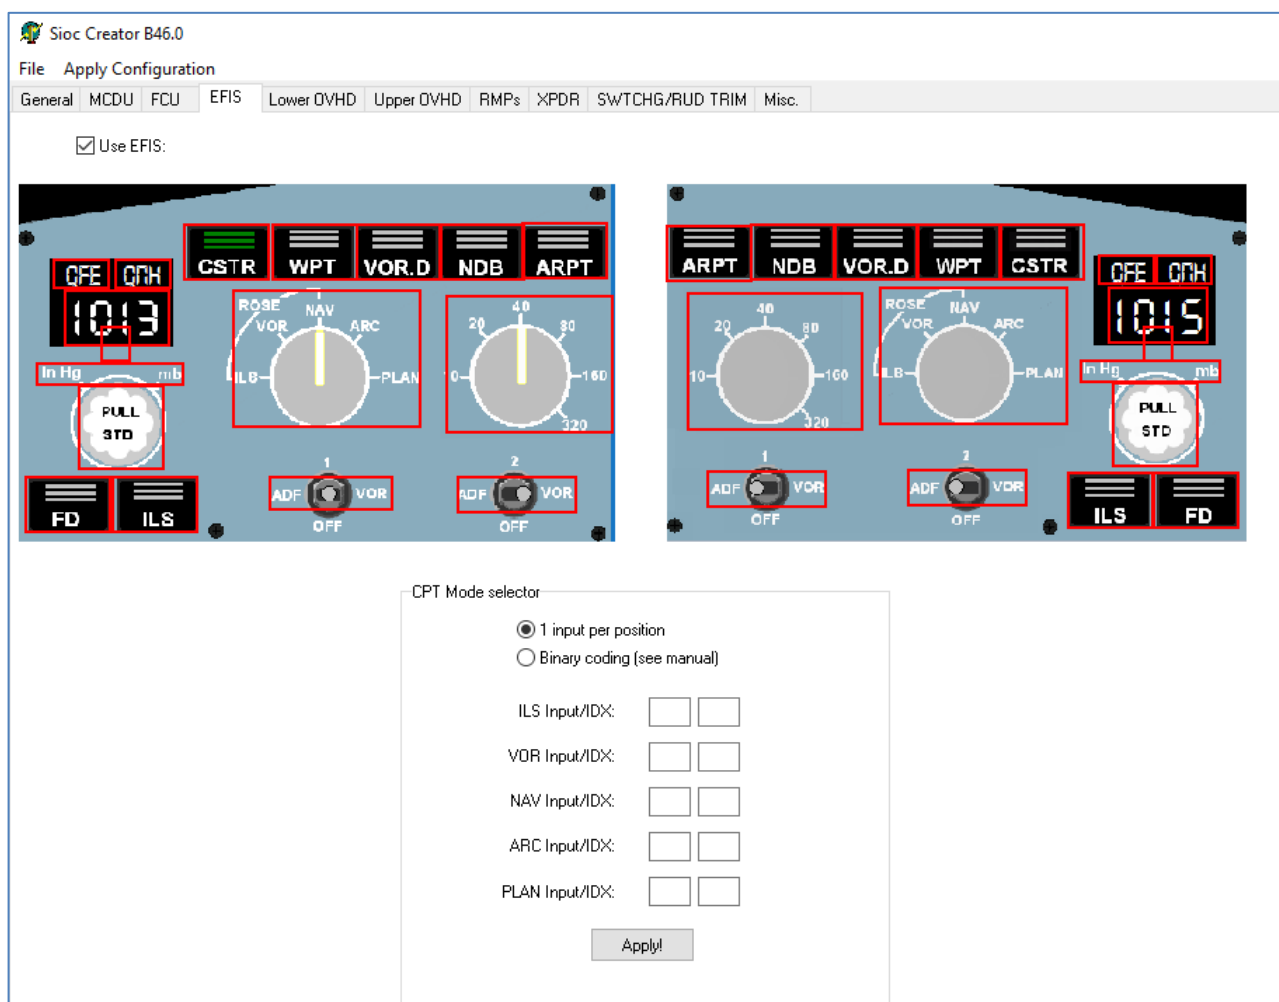 Sioc Creator B46.0
File Apply Configuration
General MCDU FCU EFIS Lower OVHD Upper OVHD RMPs XPDR SWTCHG/RUD TRIM Misc.
Use EFIS:
CSTR WPT VOR.D NDB ARPT
QFE QNH
1013
In Hg mb
PULL
STD
ROSE NAV
VOR ARC
ILB PLAN
40
20 80
10 160
320
1 2
ADF VOR ADF VOR
OFF OFF
FD ILS
ARPT NDB VOR.D WPT CSTR
QFE QNH
1015
In Hg mb
PULL
STD
40
20 80
10 160
320
ROSE NAV
VOR ARC
ILB PLAN
1 2
ADF VOR ADF VOR
OFF OFF
ILS FD
CPT Mode selector
1 input per position
Binary coding (see manual)
ILS Input/IDX:
VOR Input/IDX:
NAV Input/IDX:
ARC Input/IDX:
PLAN Input/IDX:
Apply!